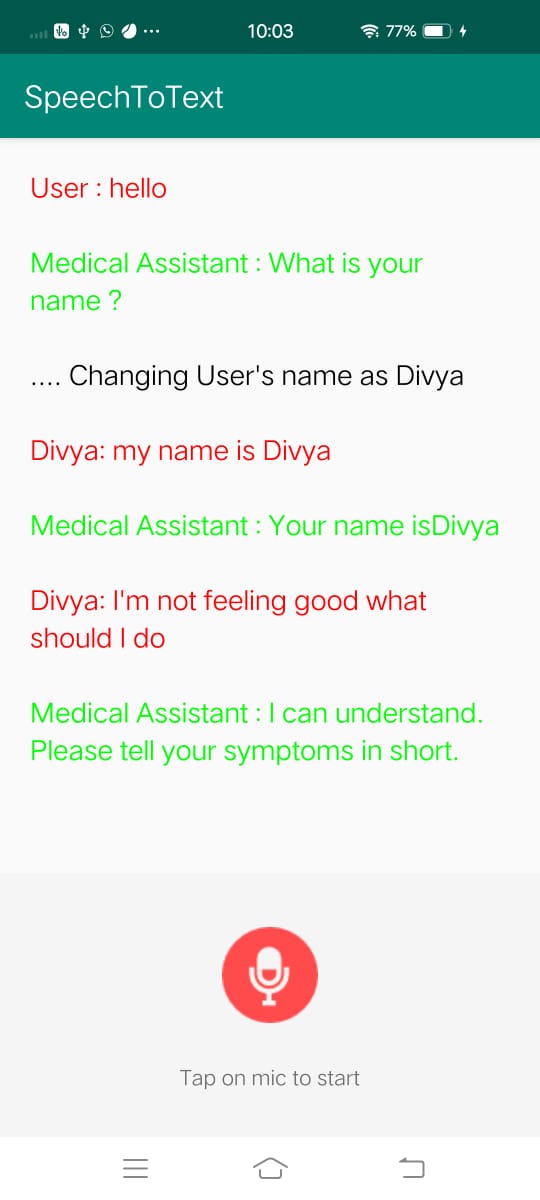 10:03
77%
SpeechToText
User : hello
Medical Assistant : What is your
name ?
.... Changing User's name as Divya
Divya: my name is Divya
Medical Assistant : Your name isDivya
Divya: I'm not feeling good what
should I do
Medical Assistant : I can understand.
Please tell your symptoms in short.
Tap on mic to start